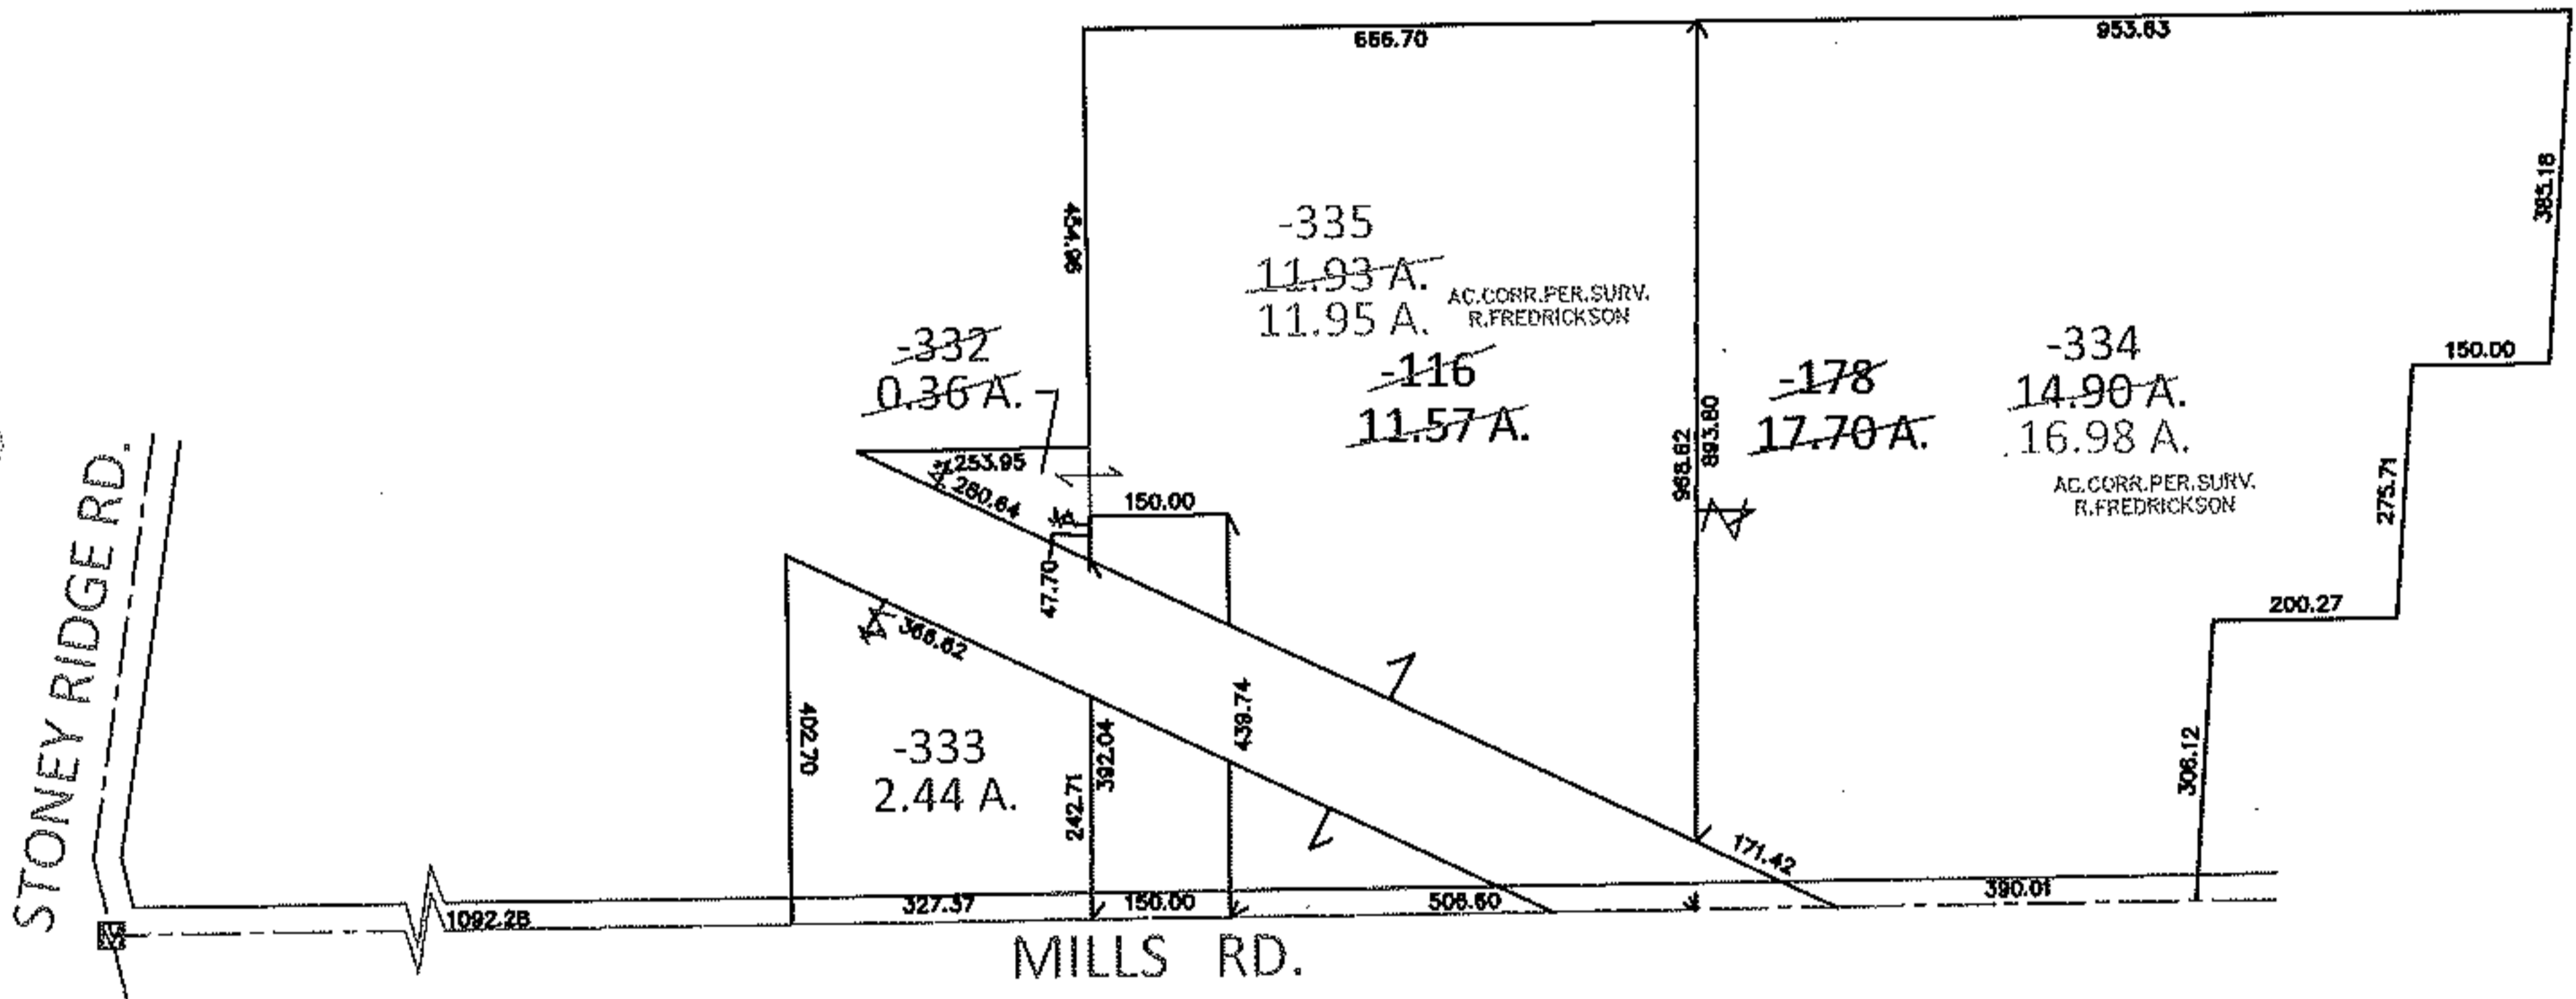 656.70
953.63
385.18
454.96
-335
11.93 A.
11.95 A.
AC.CORR.PER.SURV.
R.FREDRICKSON
-116
11.57 A.
-332
0.36 A.
-334
14.90 A.
16.98 A.
AC.CORR.PER.SURV.
R.FREDRICKSON
-178
17.70 A.
150.00
968.62
893.80
253.95
280.64
150.00
275.71
47.70
200.27
STONEY RIDGE RD.
366.62
402.70
-333
2.44 A.
242.71
392.04
439.74
306.12
171.42
1092.28
327.37
150.00
506.60
390.01
MILLS RD.